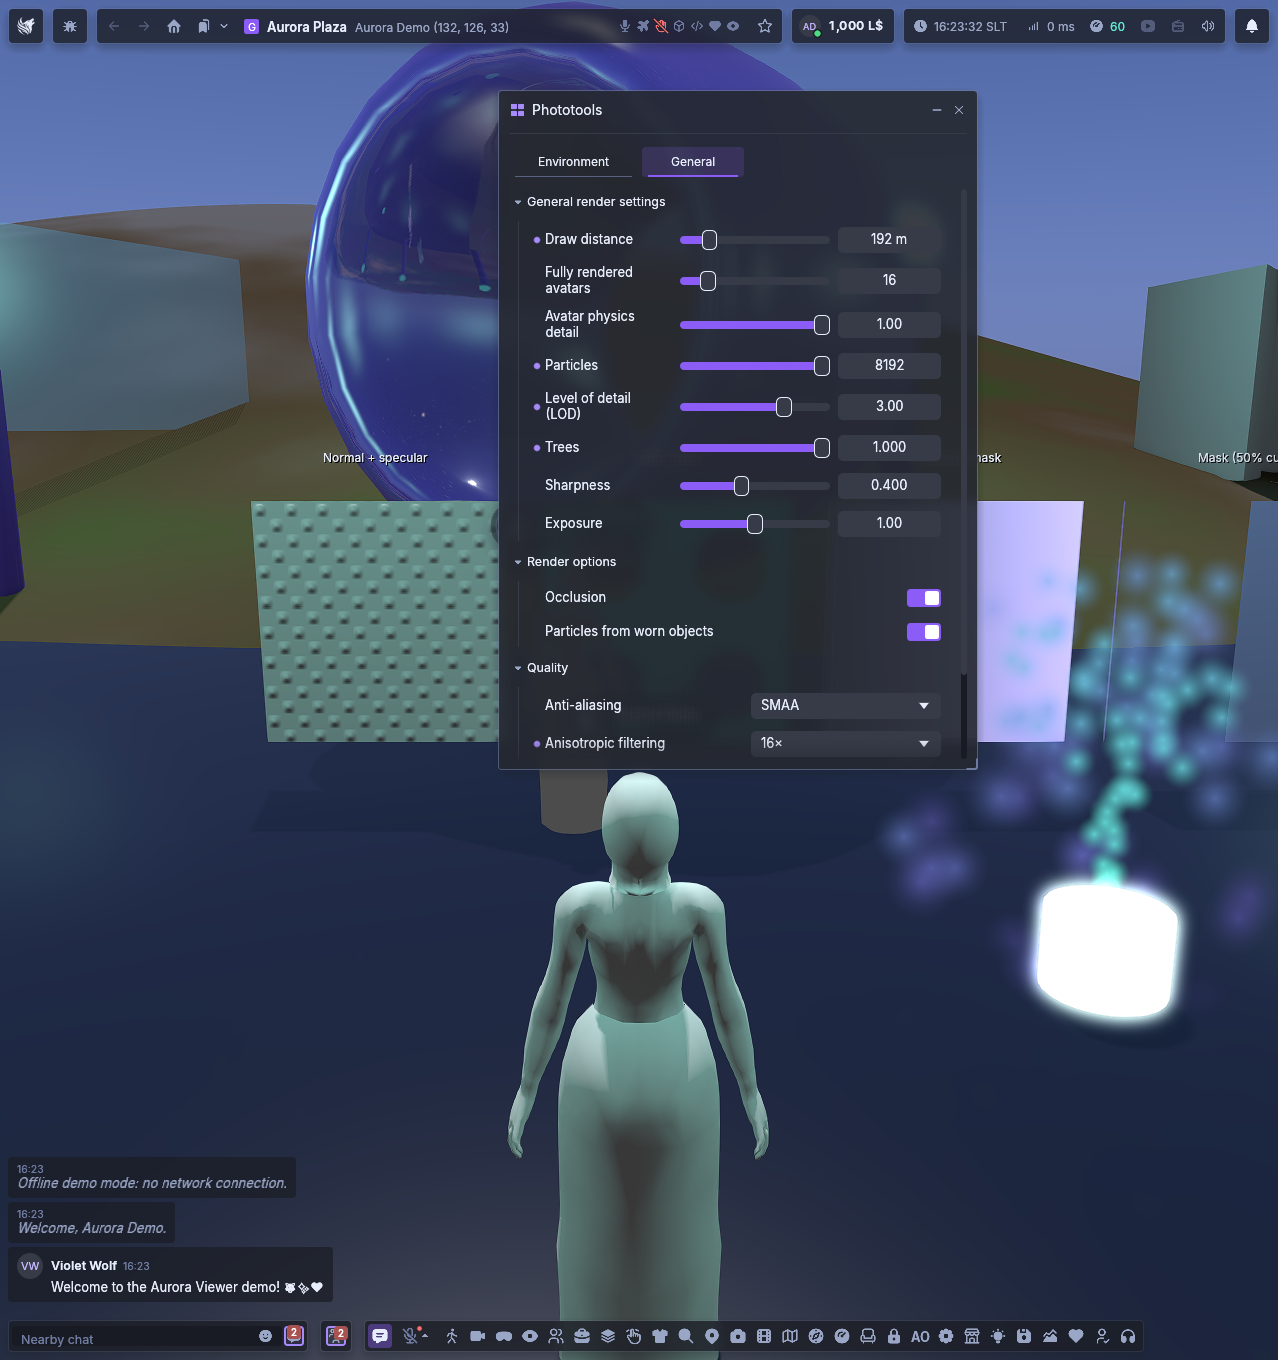 G Aurora Plaza Aurora Demo (132, 126, 33)
AD 1,000 L$
16:23:32 SLT 0 ms 60
Phototools
Environment General
General render settings
Draw distance 192 m
Fully rendered
avatars 16
Avatar physics
detail 1.00
Particles 8192
Level of detail
(LOD) 3.00
Trees 1.000
Sharpness 0.400
Exposure 1.00
Render options
Occlusion
Particles from worn objects
Quality
Anti-aliasing SMAA
Anisotropic filtering 16×
Normal + specular
Mask (50%
16:23
Offline demo mode: no network connection.
16:23
Welcome, Aurora Demo.
VW Violet Wolf 16:23
Welcome to the Aurora Viewer demo!
Nearby chat 2 2
AO